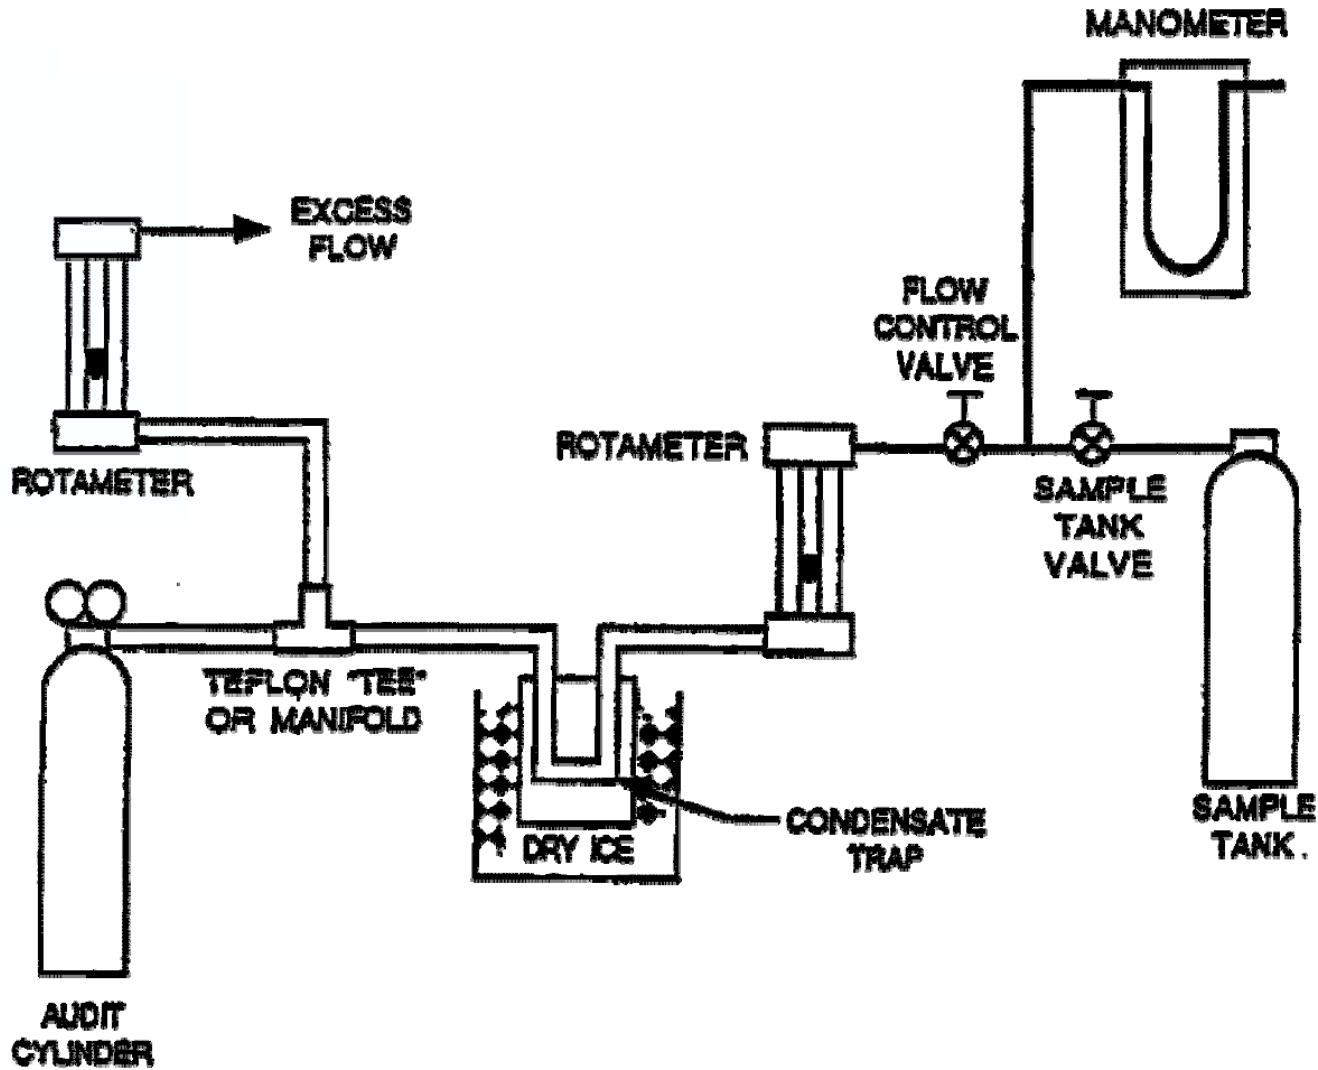 MANOMETER
EXCESS
FLOW
FLOW
CONTROL
VALVE
ROTAMETER
ROTAMETER
SAMPLE
TANK
VALVE
TEFLON "TEE"
OR MANIFOLD
DRY ICE
CONDENSATE
TRAP
SAMPLE
TANK.
AUDIT
CYLINDER